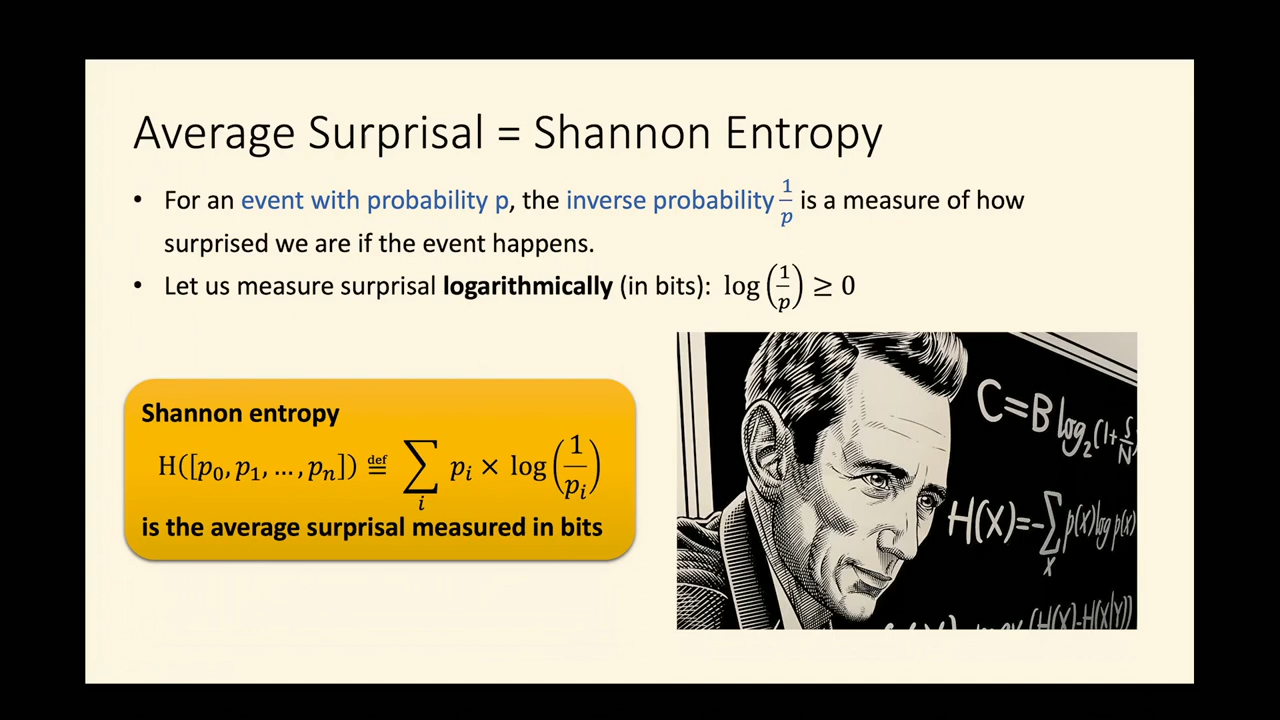 Average Surprisal = Shannon Entropy
• For an event with probability p, the inverse probability 1/p is a measure of how
surprised we are if the event happens.
• Let us measure surprisal logarithmically (in bits): log(1/p) ≥ 0
Shannon entropy
H([p₀, p₁, … , pₙ]) ≝ ∑ᵢ pᵢ × log(1/pᵢ)
is the average surprisal measured in bits
C=B log₂(1+S/N
H(X)=-∑ₓ p(x)log p(x)
(H(X)-H(X|Y))